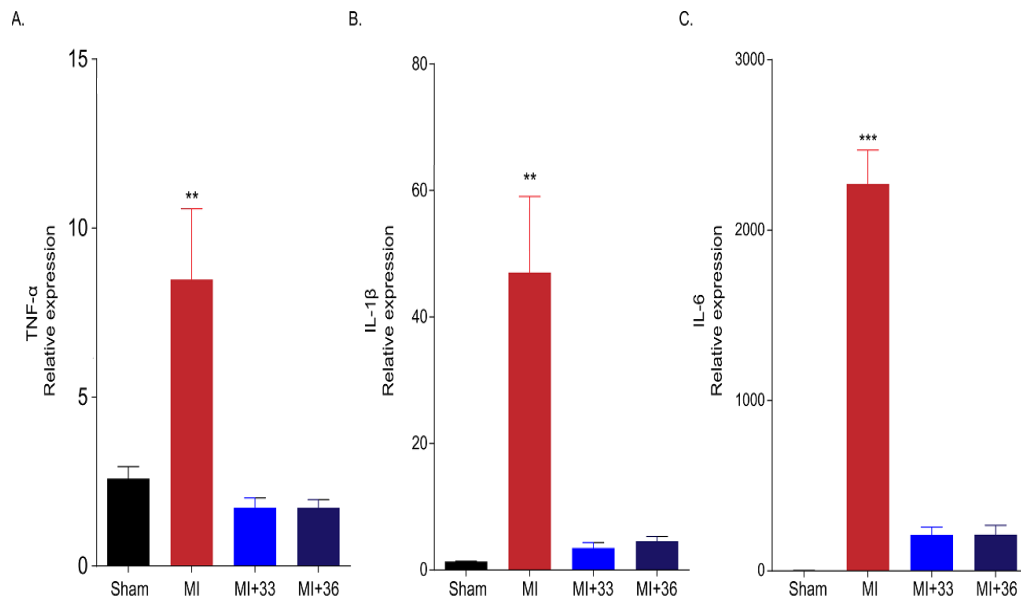 A.
TNF-α
Relative expression
15
10
5
0
**
Sham MI MI+33 MI+36
B.
IL-1β
Relative expression
80
60
40
20
0
**
Sham MI MI+33 MI+36
C.
IL-6
Relative expression
3000
2000
1000
0
***
Sham MI MI+33 MI+36